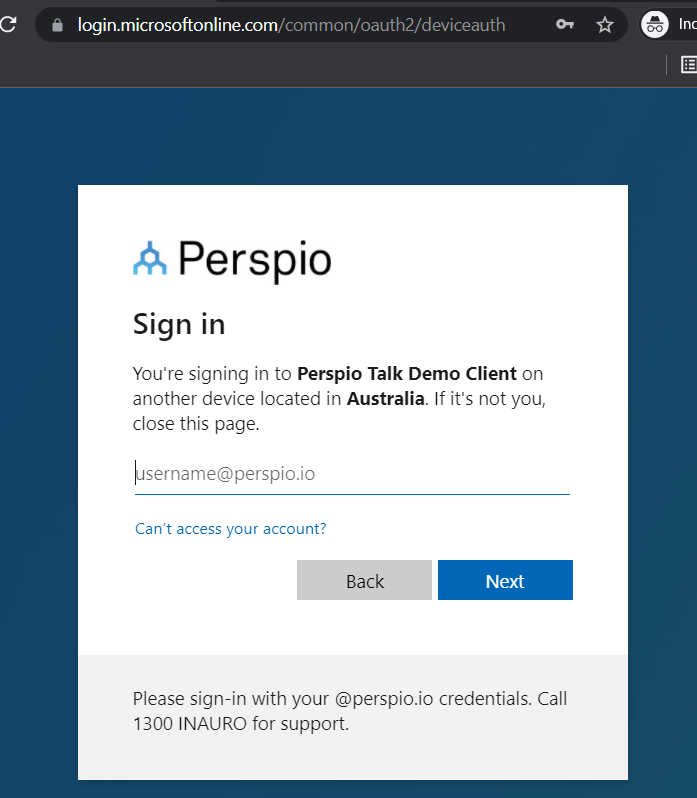 login.microsoftonline.com/common/oauth2/deviceauth
Perspio
Sign in
You're signing in to Perspio Talk Demo Client on
another device located in Australia. If it's not you,
close this page.
username@perspio.io
Can't access your account?
Back Next
Please sign-in with your @perspio.io credentials. Call
1300 INAURO for support.